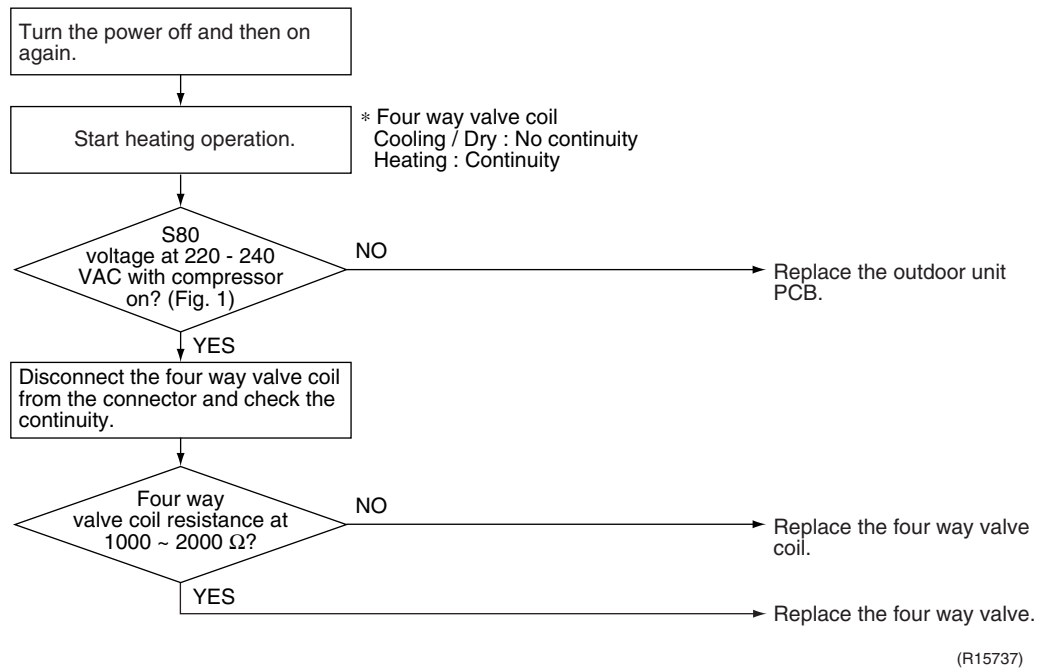 Turn the power off and then on
again.
Start heating operation.
* Four way valve coil
Cooling / Dry : No continuity
Heating : Continuity
S80
voltage at 220 - 240
VAC with compressor
on? (Fig. 1)
NO
Replace the outdoor unit
PCB.
YES
Disconnect the four way valve coil
from the connector and check the
continuity.
Four way
valve coil resistance at
1000 ~ 2000 Ω?
NO
Replace the four way valve
coil.
YES
Replace the four way valve.
(R15737)